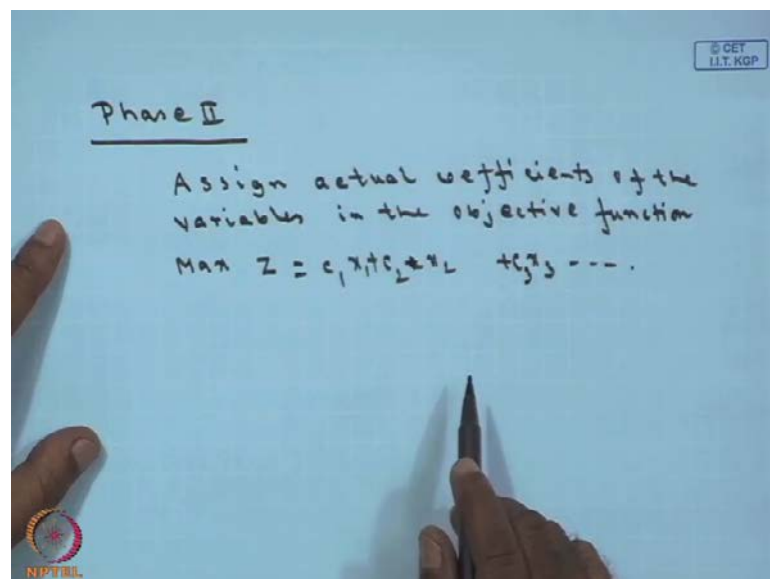 © CET
I.I.T. KGP
Phase II
Assign actual coefficients of the
variables in the objective function
Max Z = c₁x₁+c₂x₂ +c₃x₃ ----.
NPTEL